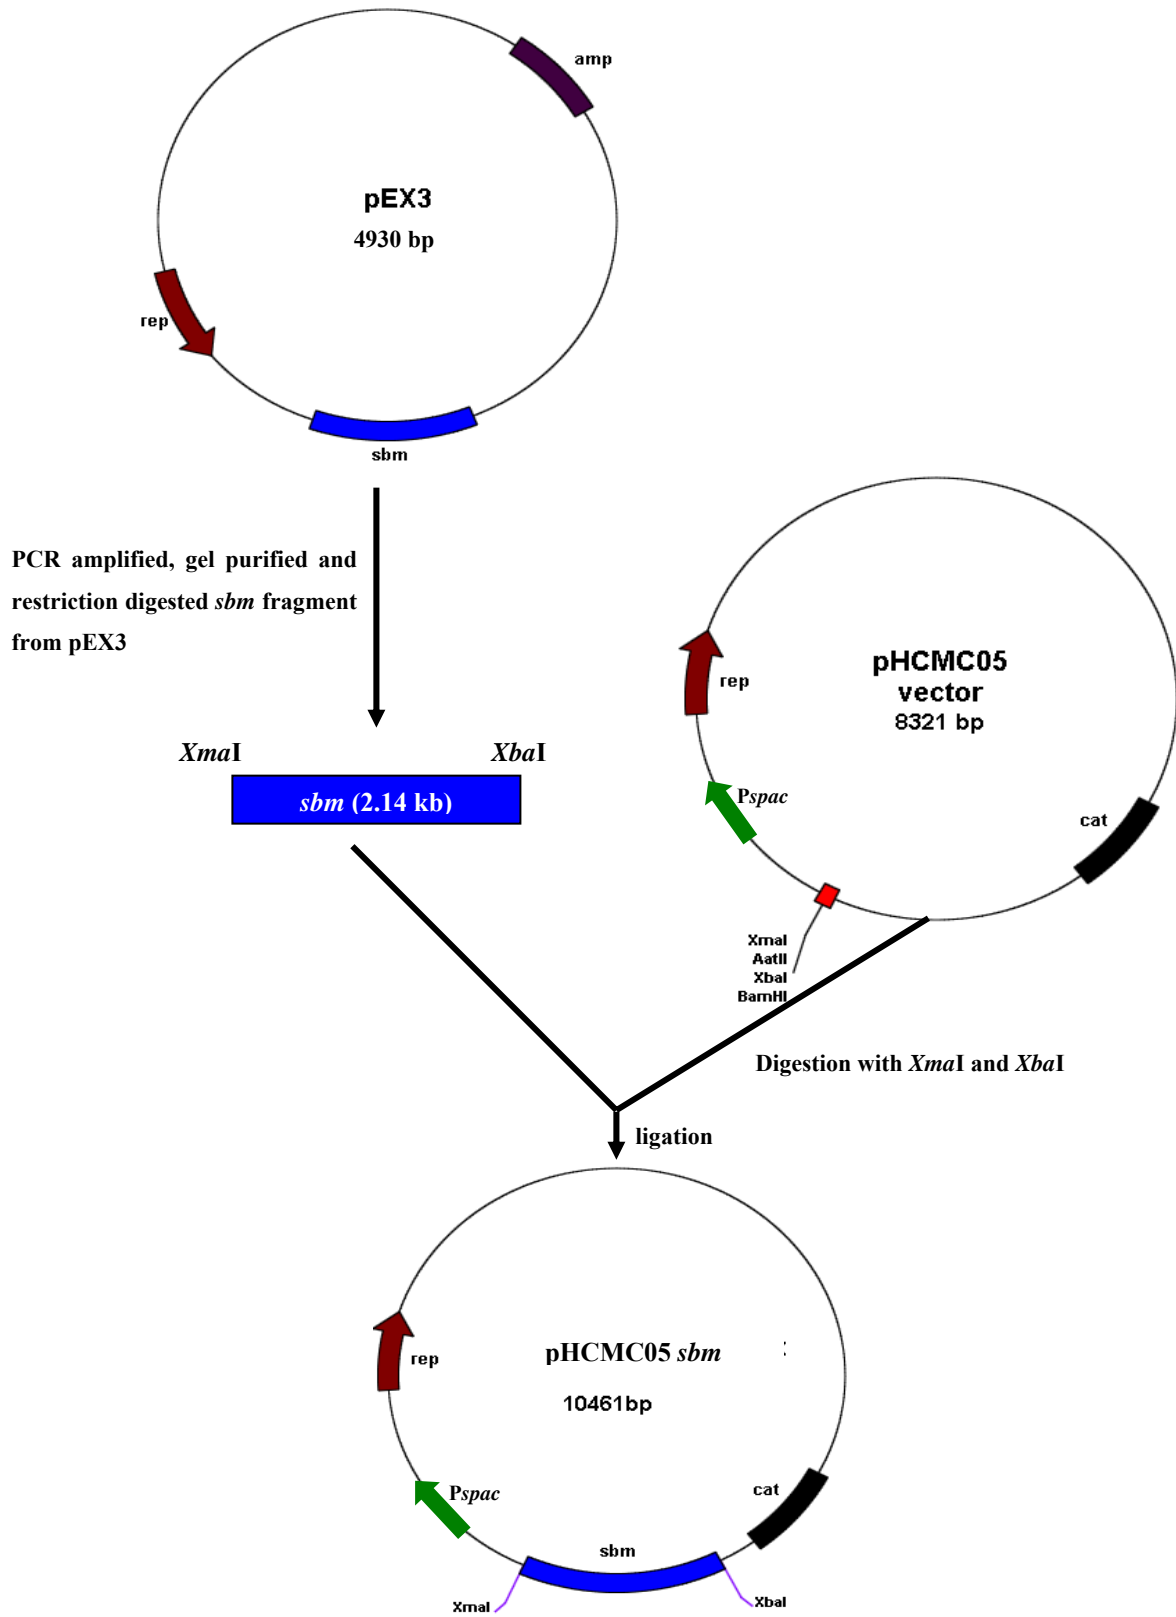 amp
pEX3
4930 bp
rep
sbm
PCR amplified, gel purified and
restriction digested sbm fragment
from pEX3
XmaI
XbaI
sbm (2.14 kb)
rep
pHCMC05
vector
8321 bp
Pspac
cat
XmaI
AatII
XbaI
BamHI
Digestion with XmaI and XbaI
ligation
rep
pHCMC05 sbm
:
10461bp
Pspac
cat
sbm
XmaI
XbaI